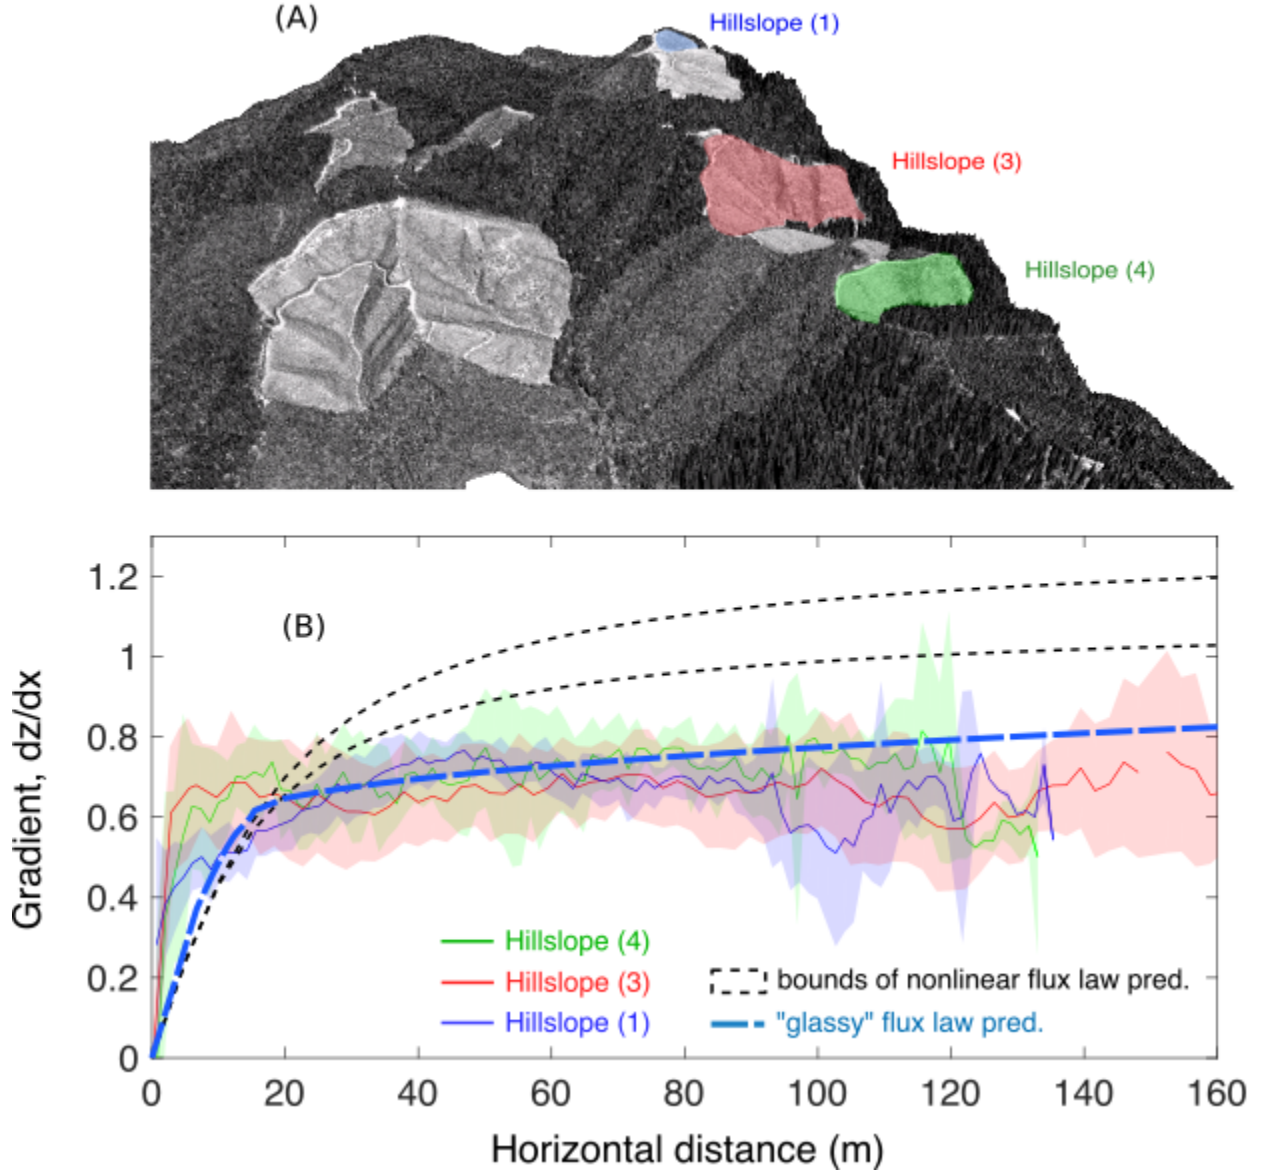 (A)
Hillslope (1)
Hillslope (3)
Hillslope (4)
(B)
Gradient, dz/dx
1.2
1
0.8
0.6
0.4
0.2
0
Hillslope (4)
Hillslope (3)
Hillslope (1)
bounds of nonlinear flux law pred.
"glassy" flux law pred.
0 20 40 60 80 100 120 140 160
Horizontal distance (m)